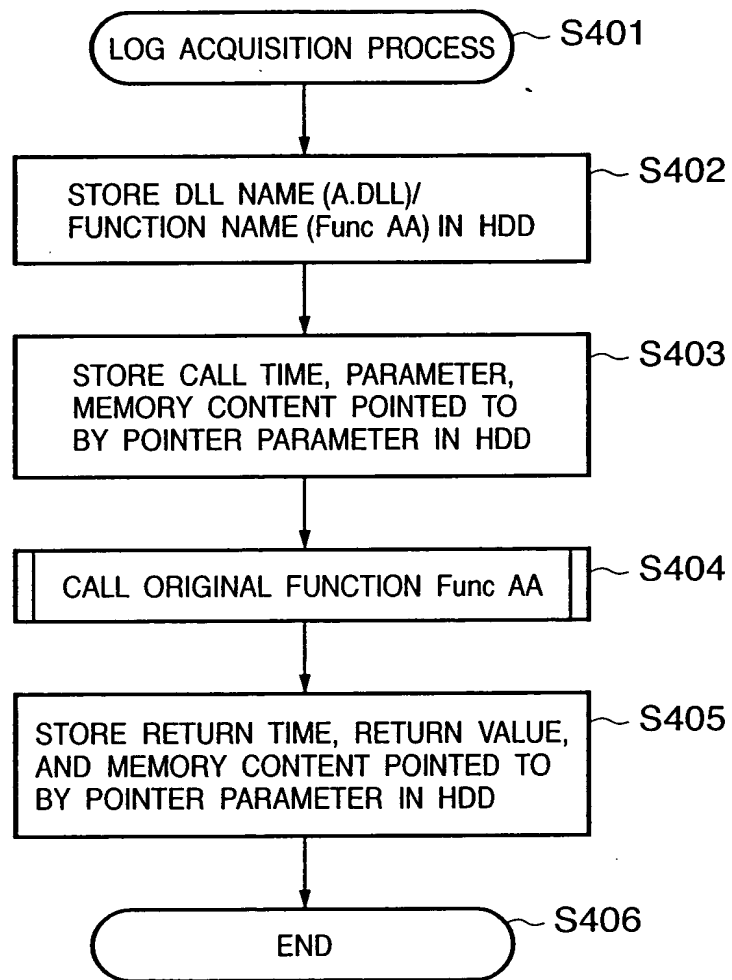 LOG ACQUISITION PROCESS
S401
STORE DLL NAME (A.DLL)/
FUNCTION NAME (Func AA) IN HDD
S402
STORE CALL TIME, PARAMETER,
MEMORY CONTENT POINTED TO
BY POINTER PARAMETER IN HDD
S403
CALL ORIGINAL FUNCTION Func AA
S404
STORE RETURN TIME, RETURN VALUE,
AND MEMORY CONTENT POINTED TO
BY POINTER PARAMETER IN HDD
S405
END
S406